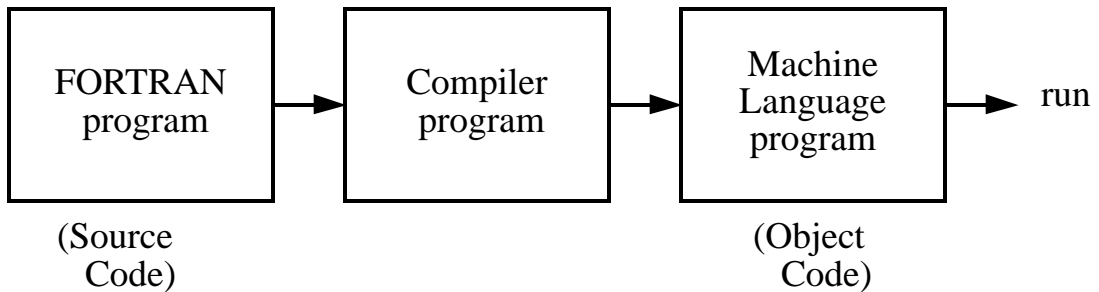 FORTRAN
program
Compiler
program
Machine
Language
program
run
(Source
Code)
(Object
Code)